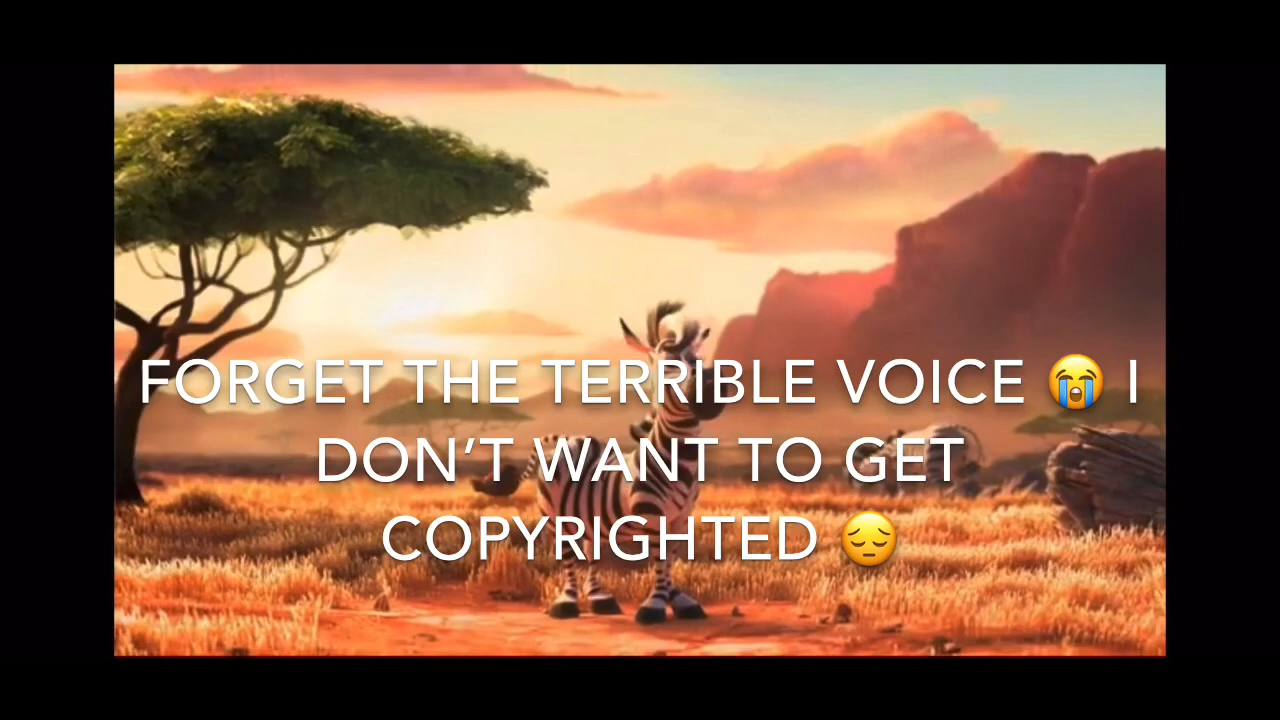 FORGET THE TERRIBLE VOICE 😭 I
DON’T WANT TO GET
COPYRIGHTED 😔